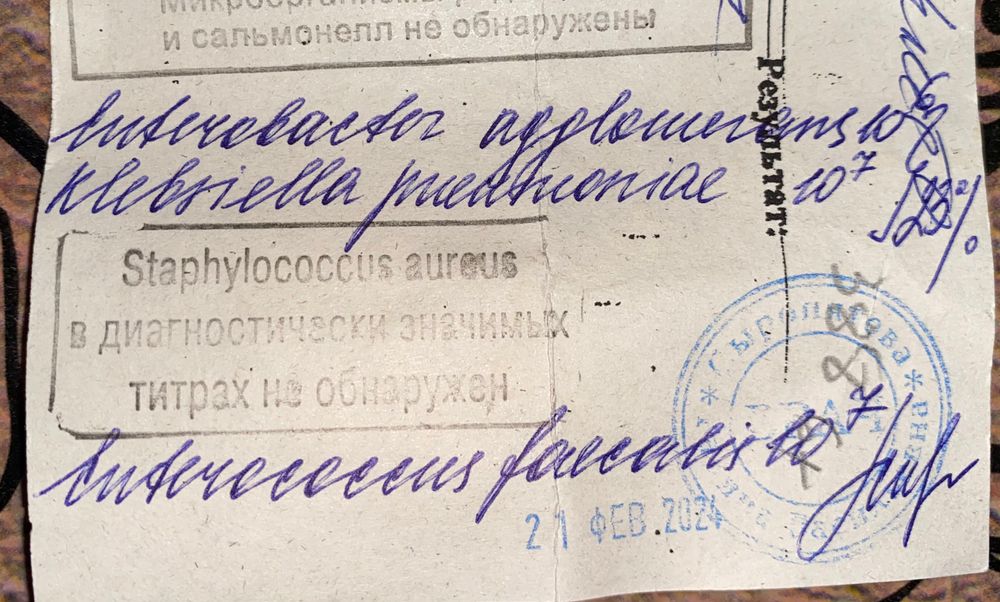 и сальмонелл не обнаружены
Enterobacter agglomerans 10
Klebsiella pneumoniae 10⁷
Staphylococcus aureus
в диагностически значимых
титрах не обнаружен
Enterococcus faecalis 10⁷
21 ФЕВ. 2024
Результат: